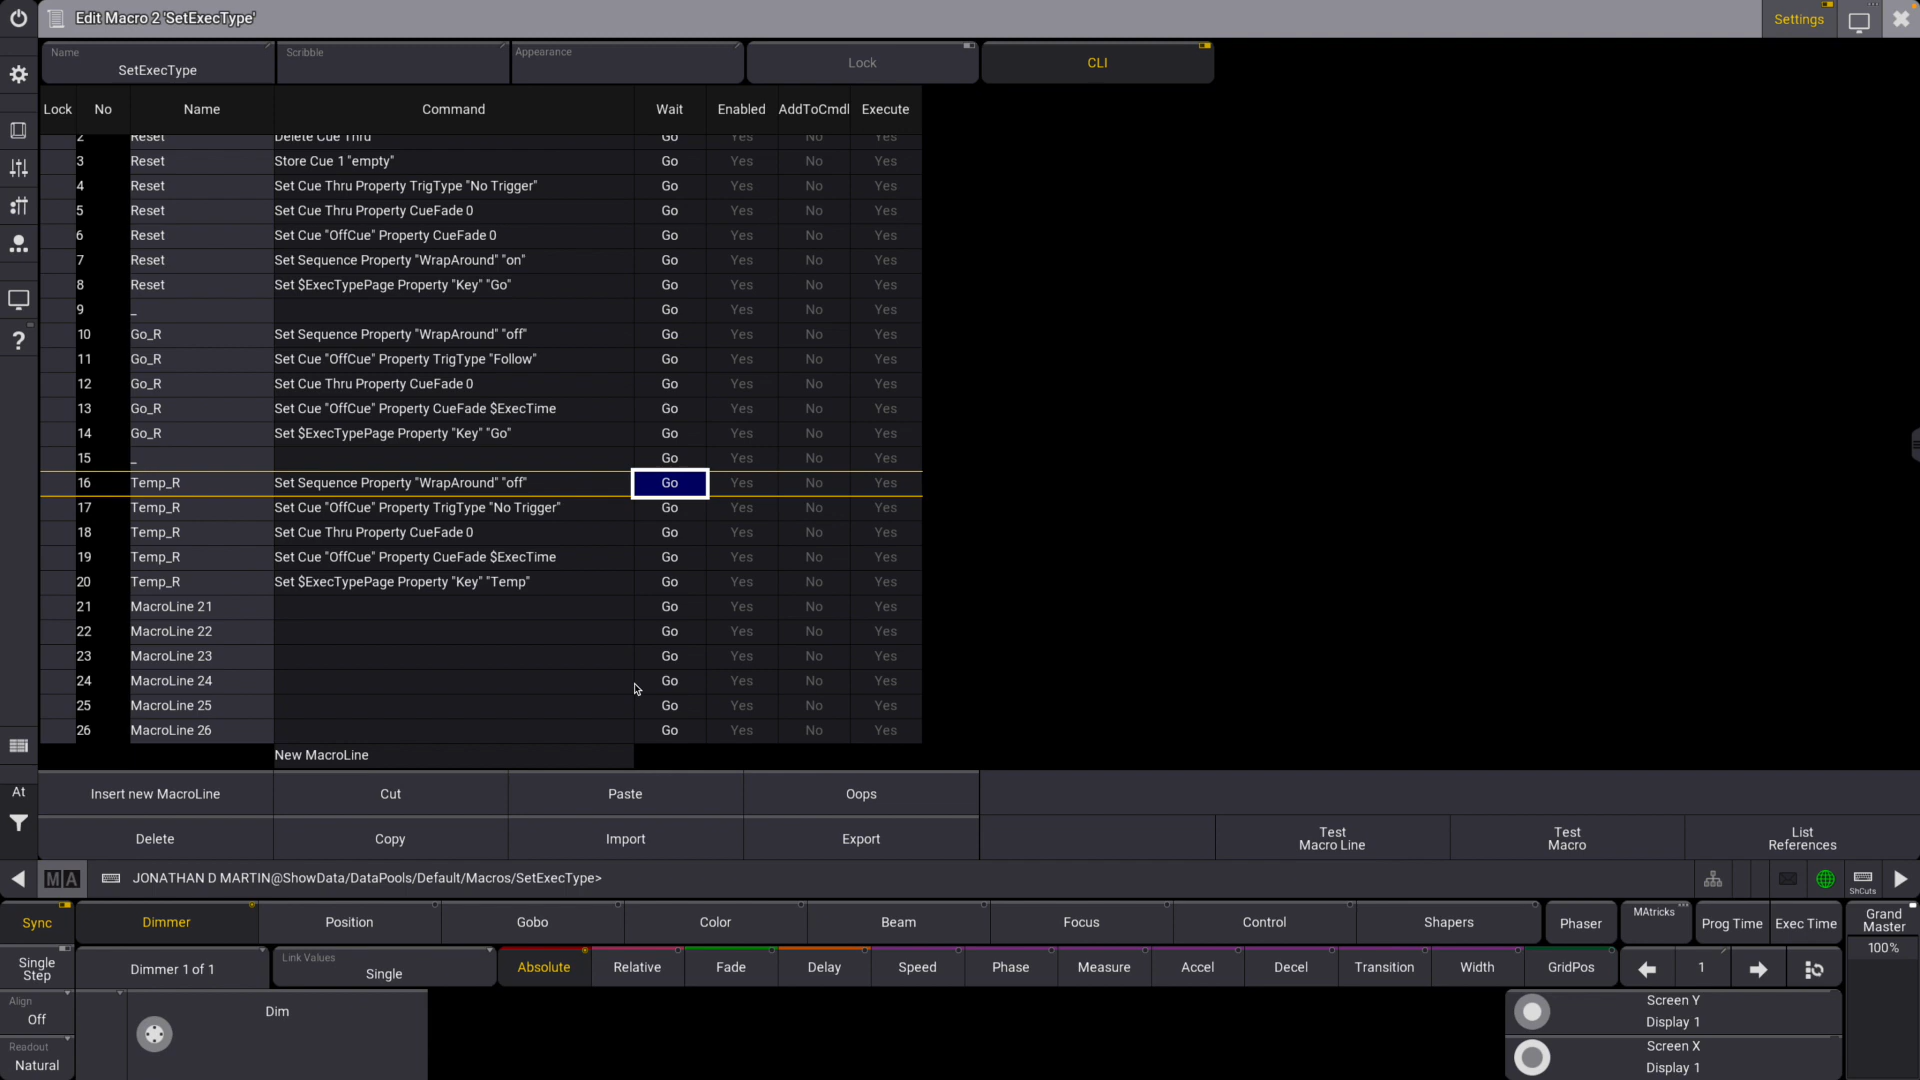 Edit Macro 2 'SetExecType'
Settings
Name
SetExecType
Scribble
Appearance
Lock
CLI
Lock No Name Command Wait Enabled AddToCmdl Execute
2 Reset Delete Cue Thru Go Yes No Yes
3 Reset Store Cue 1 "empty" Go Yes No Yes
4 Reset Set Cue Thru Property TrigType "No Trigger" Go Yes No Yes
5 Reset Set Cue Thru Property CueFade 0 Go Yes No Yes
6 Reset Set Cue "OffCue" Property CueFade 0 Go Yes No Yes
7 Reset Set Sequence Property "WrapAround" "on" Go Yes No Yes
8 Reset Set $ExecTypePage Property "Key" "Go" Go Yes No Yes
9 _ Go Yes No Yes
10 Go_R Set Sequence Property "WrapAround" "off" Go Yes No Yes
11 Go_R Set Cue "OffCue" Property TrigType "Follow" Go Yes No Yes
12 Go_R Set Cue Thru Property CueFade 0 Go Yes No Yes
13 Go_R Set Cue "OffCue" Property CueFade $ExecTime Go Yes No Yes
14 Go_R Set $ExecTypePage Property "Key" "Go" Go Yes No Yes
15 _ Go Yes No Yes
16 Temp_R Set Sequence Property "WrapAround" "off" Go Yes No Yes
17 Temp_R Set Cue "OffCue" Property TrigType "No Trigger" Go Yes No Yes
18 Temp_R Set Cue Thru Property CueFade 0 Go Yes No Yes
19 Temp_R Set Cue "OffCue" Property CueFade $ExecTime Go Yes No Yes
20 Temp_R Set $ExecTypePage Property "Key" "Temp" Go Yes No Yes
21 MacroLine 21 Go Yes No Yes
22 MacroLine 22 Go Yes No Yes
23 MacroLine 23 Go Yes No Yes
24 MacroLine 24 Go Yes No Yes
25 MacroLine 25 Go Yes No Yes
26 MacroLine 26 Go Yes No Yes
New MacroLine
Insert new MacroLine Cut Paste Oops
Delete Copy Import Export
Test
Macro Line
Test
Macro
List
References
At
MA
JONATHAN D MARTIN@ShowData/DataPools/Default/Macros/SetExecType>
ShCuts
Sync Dimmer Position Gobo Color Beam Focus Control Shapers Phaser MAtricks Prog Time Exec Time
Grand
Master
100%
Single
Step
Dimmer 1 of 1
Link Values
Single
Absolute Relative Fade Delay Speed Phase Measure Accel Decel Transition Width GridPos 1
Align
Off
Readout
Natural
Dim
Screen Y
Display 1
Screen X
Display 1
?